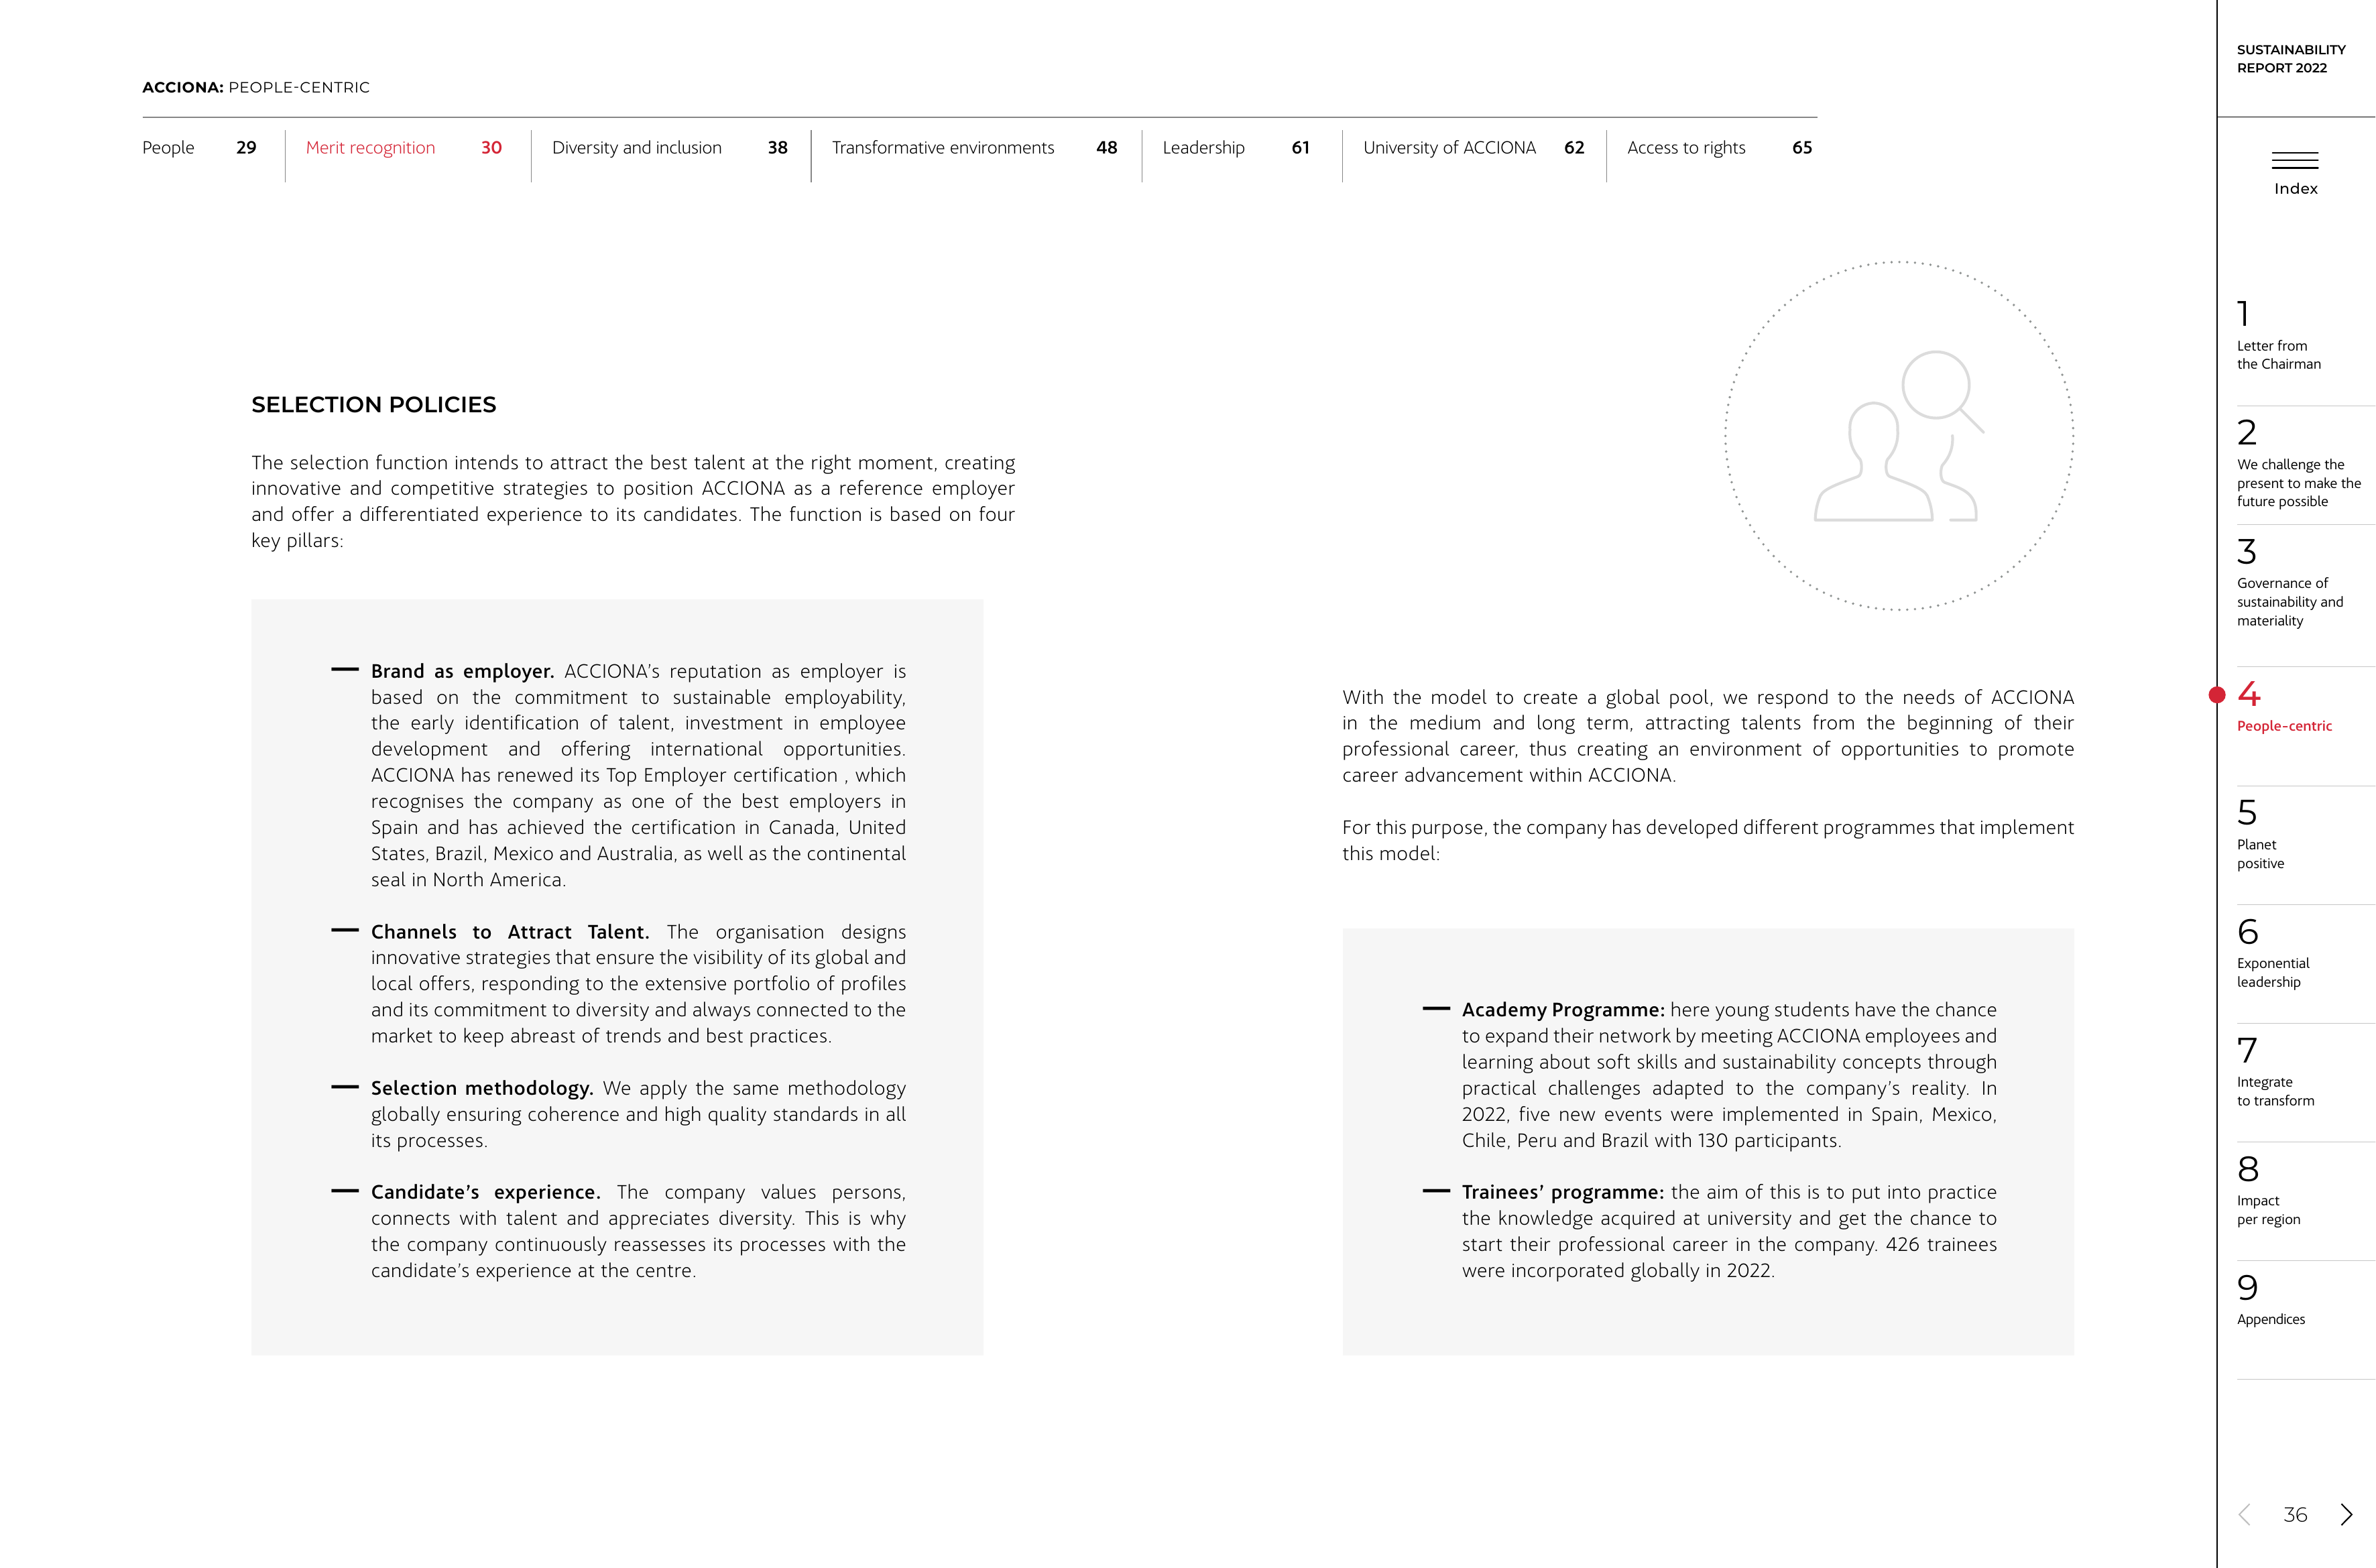 ACCIONA: PEOPLE-CENTRIC
People 29
Merit recognition 30
Diversity and inclusion 38
Transformative environments 48
Leadership 61
University of ACCIONA 62
Access to rights 65
SELECTION POLICIES
The selection function intends to attract the best talent at the right moment, creating
innovative and competitive strategies to position ACCIONA as a reference employer
and offer a differentiated experience to its candidates. The function is based on four
key pillars:
Brand as employer. ACCIONA’s reputation as employer is
based on the commitment to sustainable employability,
the early identification of talent, investment in employee
development and offering international opportunities.
ACCIONA has renewed its Top Employer certification , which
recognises the company as one of the best employers in
Spain and has achieved the certification in Canada, United
States, Brazil, Mexico and Australia, as well as the continental
seal in North America.
Channels to Attract Talent. The organisation designs
innovative strategies that ensure the visibility of its global and
local offers, responding to the extensive portfolio of profiles
and its commitment to diversity and always connected to the
market to keep abreast of trends and best practices.
Selection methodology. We apply the same methodology
globally ensuring coherence and high quality standards in all
its processes.
Candidate’s experience. The company values persons,
connects with talent and appreciates diversity. This is why
the company continuously reassesses its processes with the
candidate’s experience at the centre.
With the model to create a global pool, we respond to the needs of ACCIONA
in the medium and long term, attracting talents from the beginning of their
professional career, thus creating an environment of opportunities to promote
career advancement within ACCIONA.
For this purpose, the company has developed different programmes that implement
this model:
Academy Programme: here young students have the chance
to expand their network by meeting ACCIONA employees and
learning about soft skills and sustainability concepts through
practical challenges adapted to the company’s reality. In
2022, five new events were implemented in Spain, Mexico,
Chile, Peru and Brazil with 130 participants.
Trainees’ programme: the aim of this is to put into practice
the knowledge acquired at university and get the chance to
start their professional career in the company. 426 trainees
were incorporated globally in 2022.
SUSTAINABILITY
REPORT 2022
Index
1
Letter from
the Chairman
2
We challenge the
present to make the
future possible
3
Governance of
sustainability and
materiality
4
People-centric
5
Planet
positive
6
Exponential
leadership
7
Integrate
to transform
8
Impact
per region
9
Appendices
36